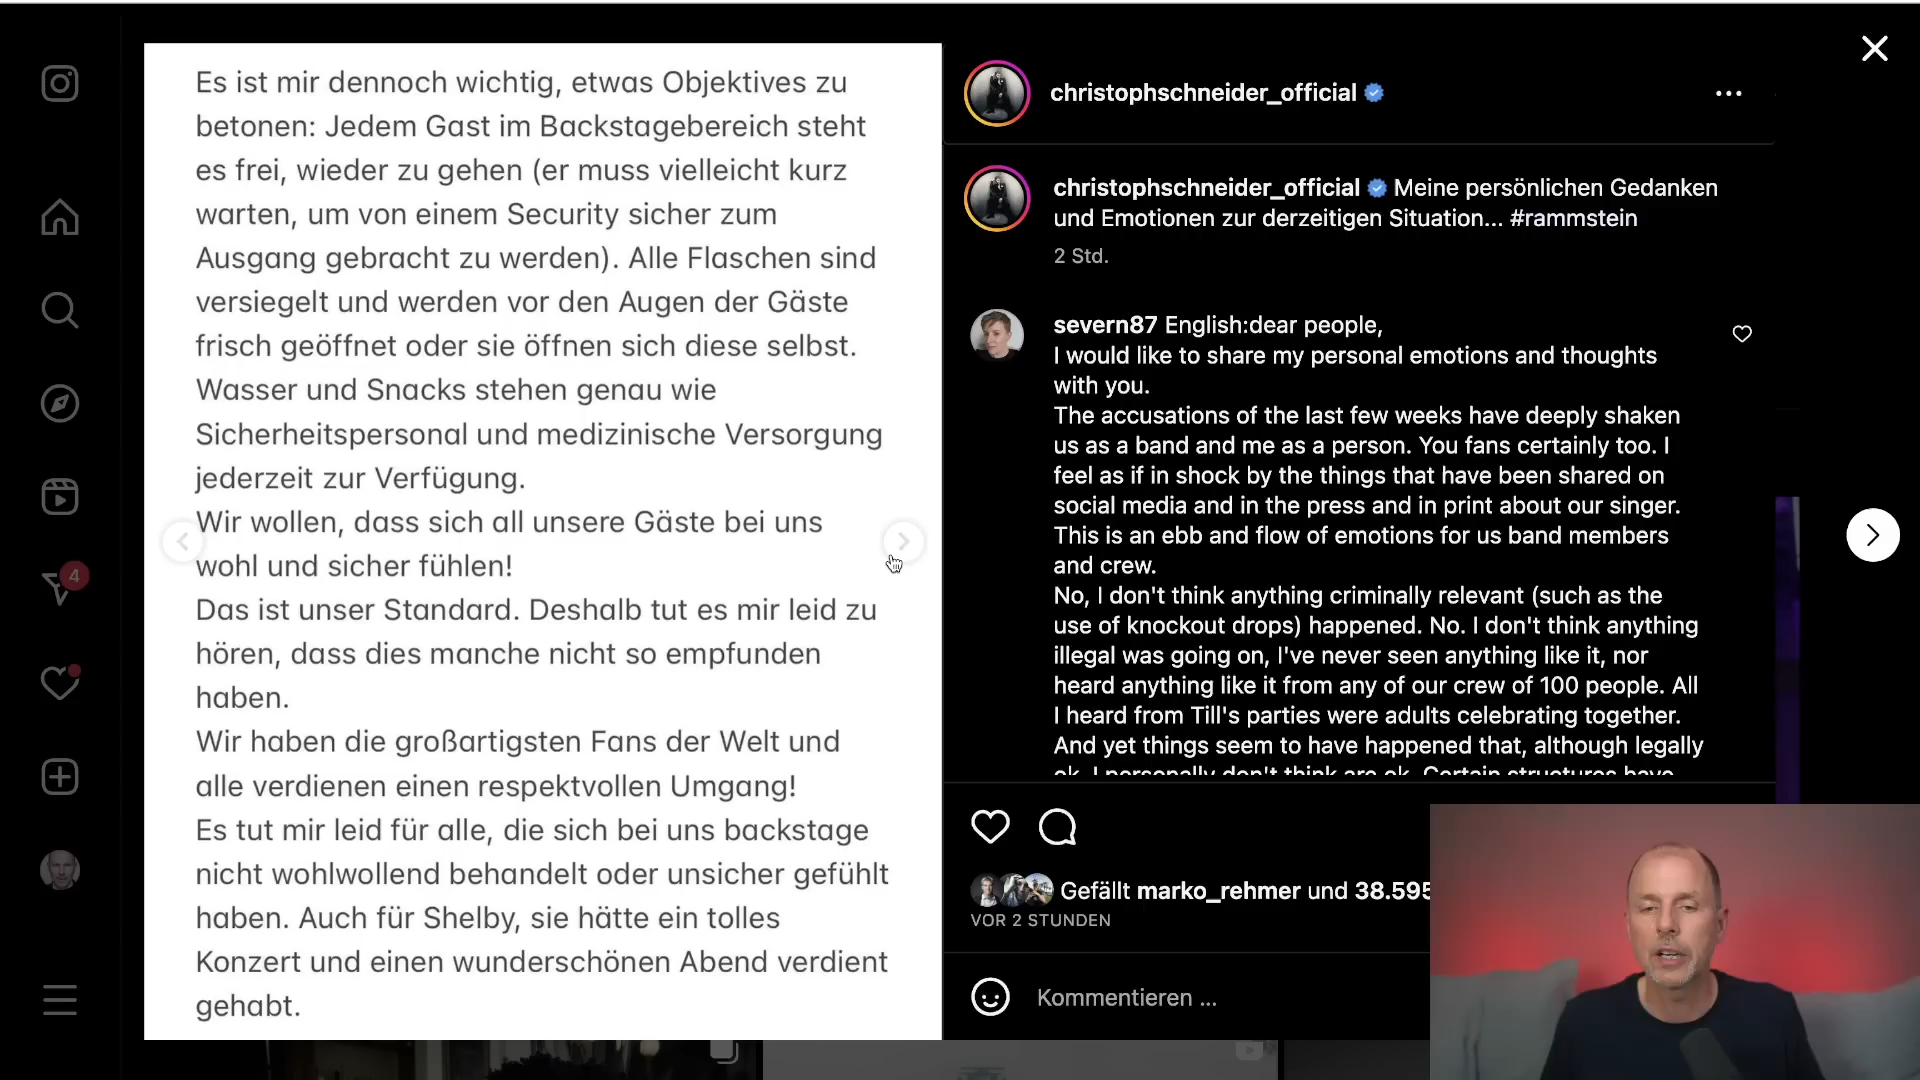 Es ist mir dennoch wichtig, etwas Objektives zu
betonen: Jedem Gast im Backstagebereich steht
es frei, wieder zu gehen (er muss vielleicht kurz
warten, um von einem Security sicher zum
Ausgang gebracht zu werden). Alle Flaschen sind
versiegelt und werden vor den Augen der Gäste
frisch geöffnet oder sie öffnen sich diese selbst.
Wasser und Snacks stehen genau wie
Sicherheitspersonal und medizinische Versorgung
jederzeit zur Verfügung.
Wir wollen, dass sich all unsere Gäste bei uns
wohl und sicher fühlen!
Das ist unser Standard. Deshalb tut es mir leid zu
hören, dass dies manche nicht so empfunden
haben.
Wir haben die großartigsten Fans der Welt und
alle verdienen einen respektvollen Umgang!
Es tut mir leid für alle, die sich bei uns backstage
nicht wohlwollend behandelt oder unsicher gefühlt
haben. Auch für Shelby, sie hätte ein tolles
Konzert und einen wunderschönen Abend verdient
gehabt.
christophschneider_official
...
christophschneider_official Meine persönlichen Gedanken
und Emotionen zur derzeitigen Situation... #rammstein
2 Std.
severn87 English:dear people,
I would like to share my personal emotions and thoughts
with you.
The accusations of the last few weeks have deeply shaken
us as a band and me as a person. You fans certainly too. I
feel as if in shock by the things that have been shared on
social media and in the press and in print about our singer.
This is an ebb and flow of emotions for us band members
and crew.
No, I don't think anything criminally relevant (such as the
use of knockout drops) happened. No. I don't think anything
illegal was going on, I've never seen anything like it, nor
heard anything like it from any of our crew of 100 people. All
I heard from Till's parties were adults celebrating together.
And yet things seem to have happened that, although legally
ok, I personally don't think are ok. Certain structures have
Gefällt marko_rehmer und 38.595
VOR 2 STUNDEN
Kommentieren ...
4